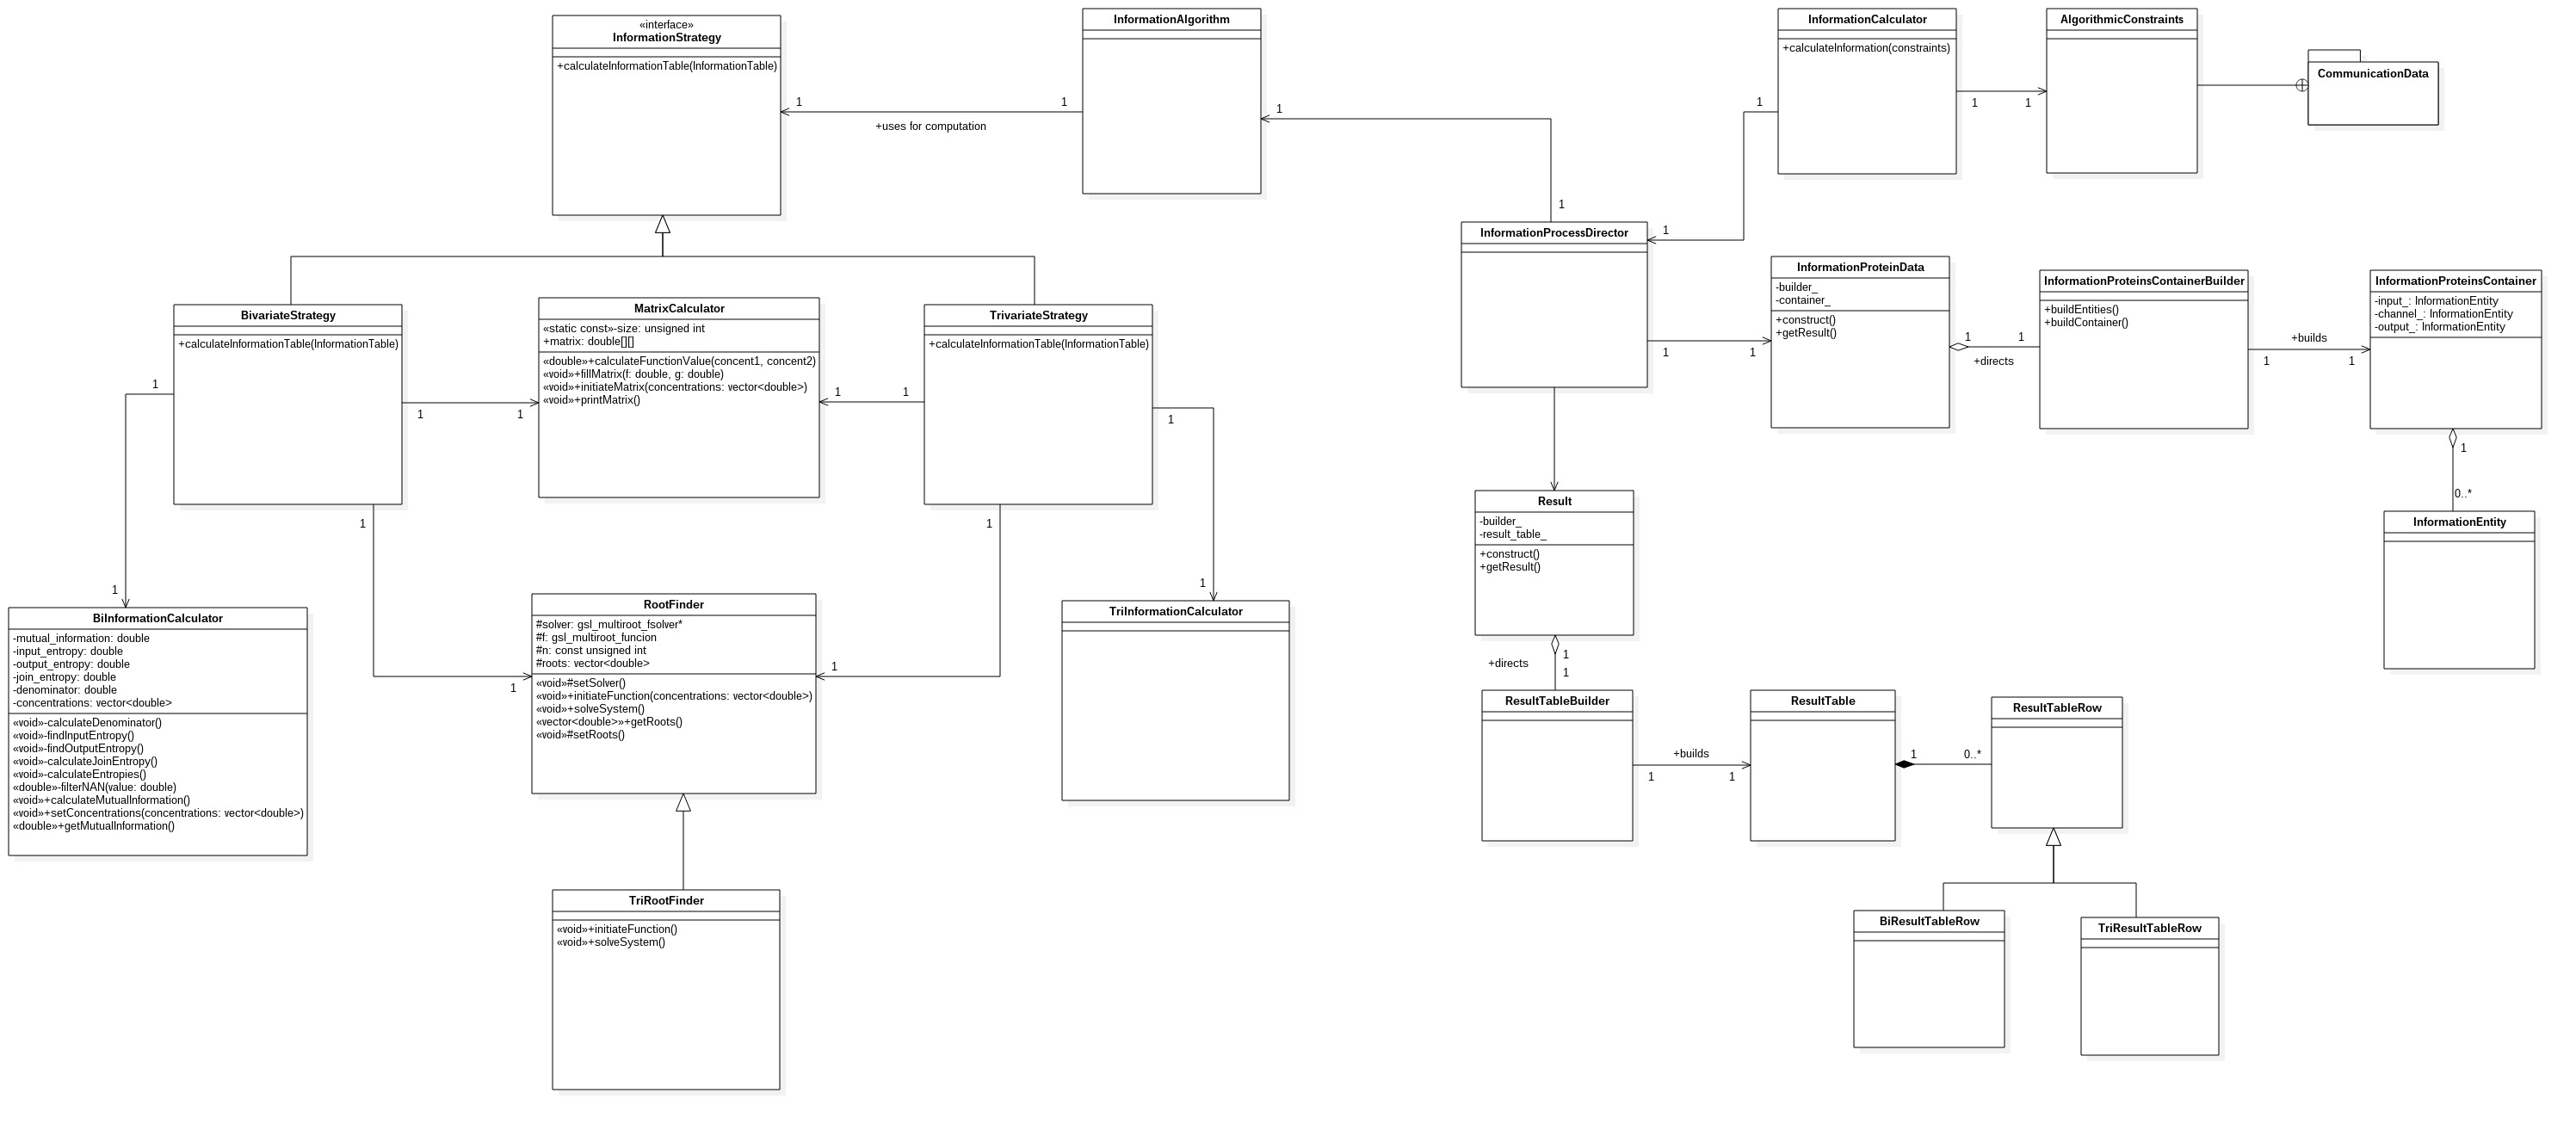 «interface»
InformationStrategy
+calculateInformationTable(InformationTable)
InformationAlgorithm
1
1
+uses for computation
1
1
InformationCalculator
+calculateInformation(constraints)
1
1
1
AlgorithmicConstraints
CommunicationData
1
InformationProcessDirector
1
1
InformationProteinData
-builder_
-container_
+construct()
+getResult()
1
1
+directs
InformationProteinsContainerBuilder
+buildEntities()
+buildContainer()
+builds
1
1
InformationProteinsContainer
-input_: InformationEntity
-channel_: InformationEntity
-output_: InformationEntity
1
0..*
InformationEntity
BivariateStrategy
+calculateInformationTable(InformationTable)
1
1
1
MatrixCalculator
«static const»-size: unsigned int
+matrix: double[][]
«double»+calculateFunctionValue(concent1, concent2)
«void»+fillMatrix(f: double, g: double)
«void»+initiateMatrix(concentrations: vector<double>)
«void»+printMatrix()
1
1
TrivariateStrategy
+calculateInformationTable(InformationTable)
1
1
1
1
1
BiInformationCalculator
-mutual_information: double
-input_entropy: double
-output_entropy: double
-join_entropy: double
-denominator: double
-concentrations: vector<double>
«void»-calculateDenominator()
«void»-findInputEntropy()
«void»-findOutputEntropy()
«void»-calculateJoinEntropy()
«void»-calculateEntropies()
«double»-filterNAN(value: double)
«void»+calculateMutualInformation()
«void»+setConcentrations(concentrations: vector<double>)
«double»+getMutualInformation()
1
RootFinder
#solver: gsl_multiroot_fsolver*
#f: gsl_multiroot_funcion
#n: const unsigned int
#roots: vector<double>
«void»#setSolver()
«void»+initiateFunction(concentrations: vector<double>)
«void»+solveSystem()
«vector<double>»+getRoots()
«void»#setRoots()
1
TriInformationCalculator
TriRootFinder
«void»+initiateFunction()
«void»+solveSystem()
Result
-builder_
-result_table_
+construct()
+getResult()
+directs
1
1
ResultTableBuilder
+builds
1
1
ResultTable
1
0..*
ResultTableRow
BiResultTableRow
TriResultTableRow